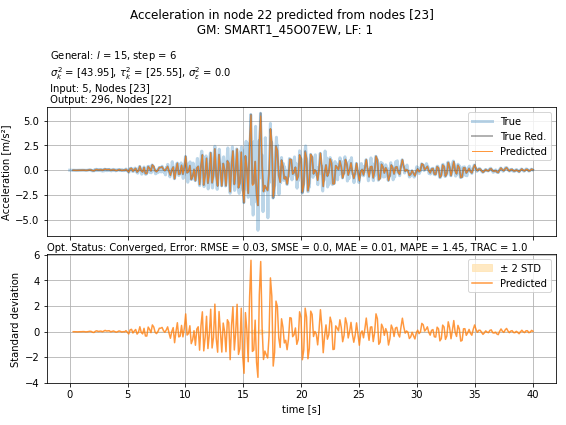 Acceleration in node 22 predicted from nodes [23]
GM: SMART1_45O07EW, LF: 1
General: l = 15, step = 6
σ²ₖ = [43.95], τ²ₖ = [25.55], σ²ε = 0.0
Input: 5, Nodes [23]
Output: 296, Nodes [22]
Acceleration [m/s²]
5.0
2.5
0.0
−2.5
−5.0
True
True Red.
Predicted
Opt. Status: Converged, Error: RMSE = 0.03, SMSE = 0.0, MAE = 0.01, MAPE = 1.45, TRAC = 1.0
Standard deviation
6
4
2
0
−2
−4
± 2 STD
Predicted
0 5 10 15 20 25 30 35 40
time [s]